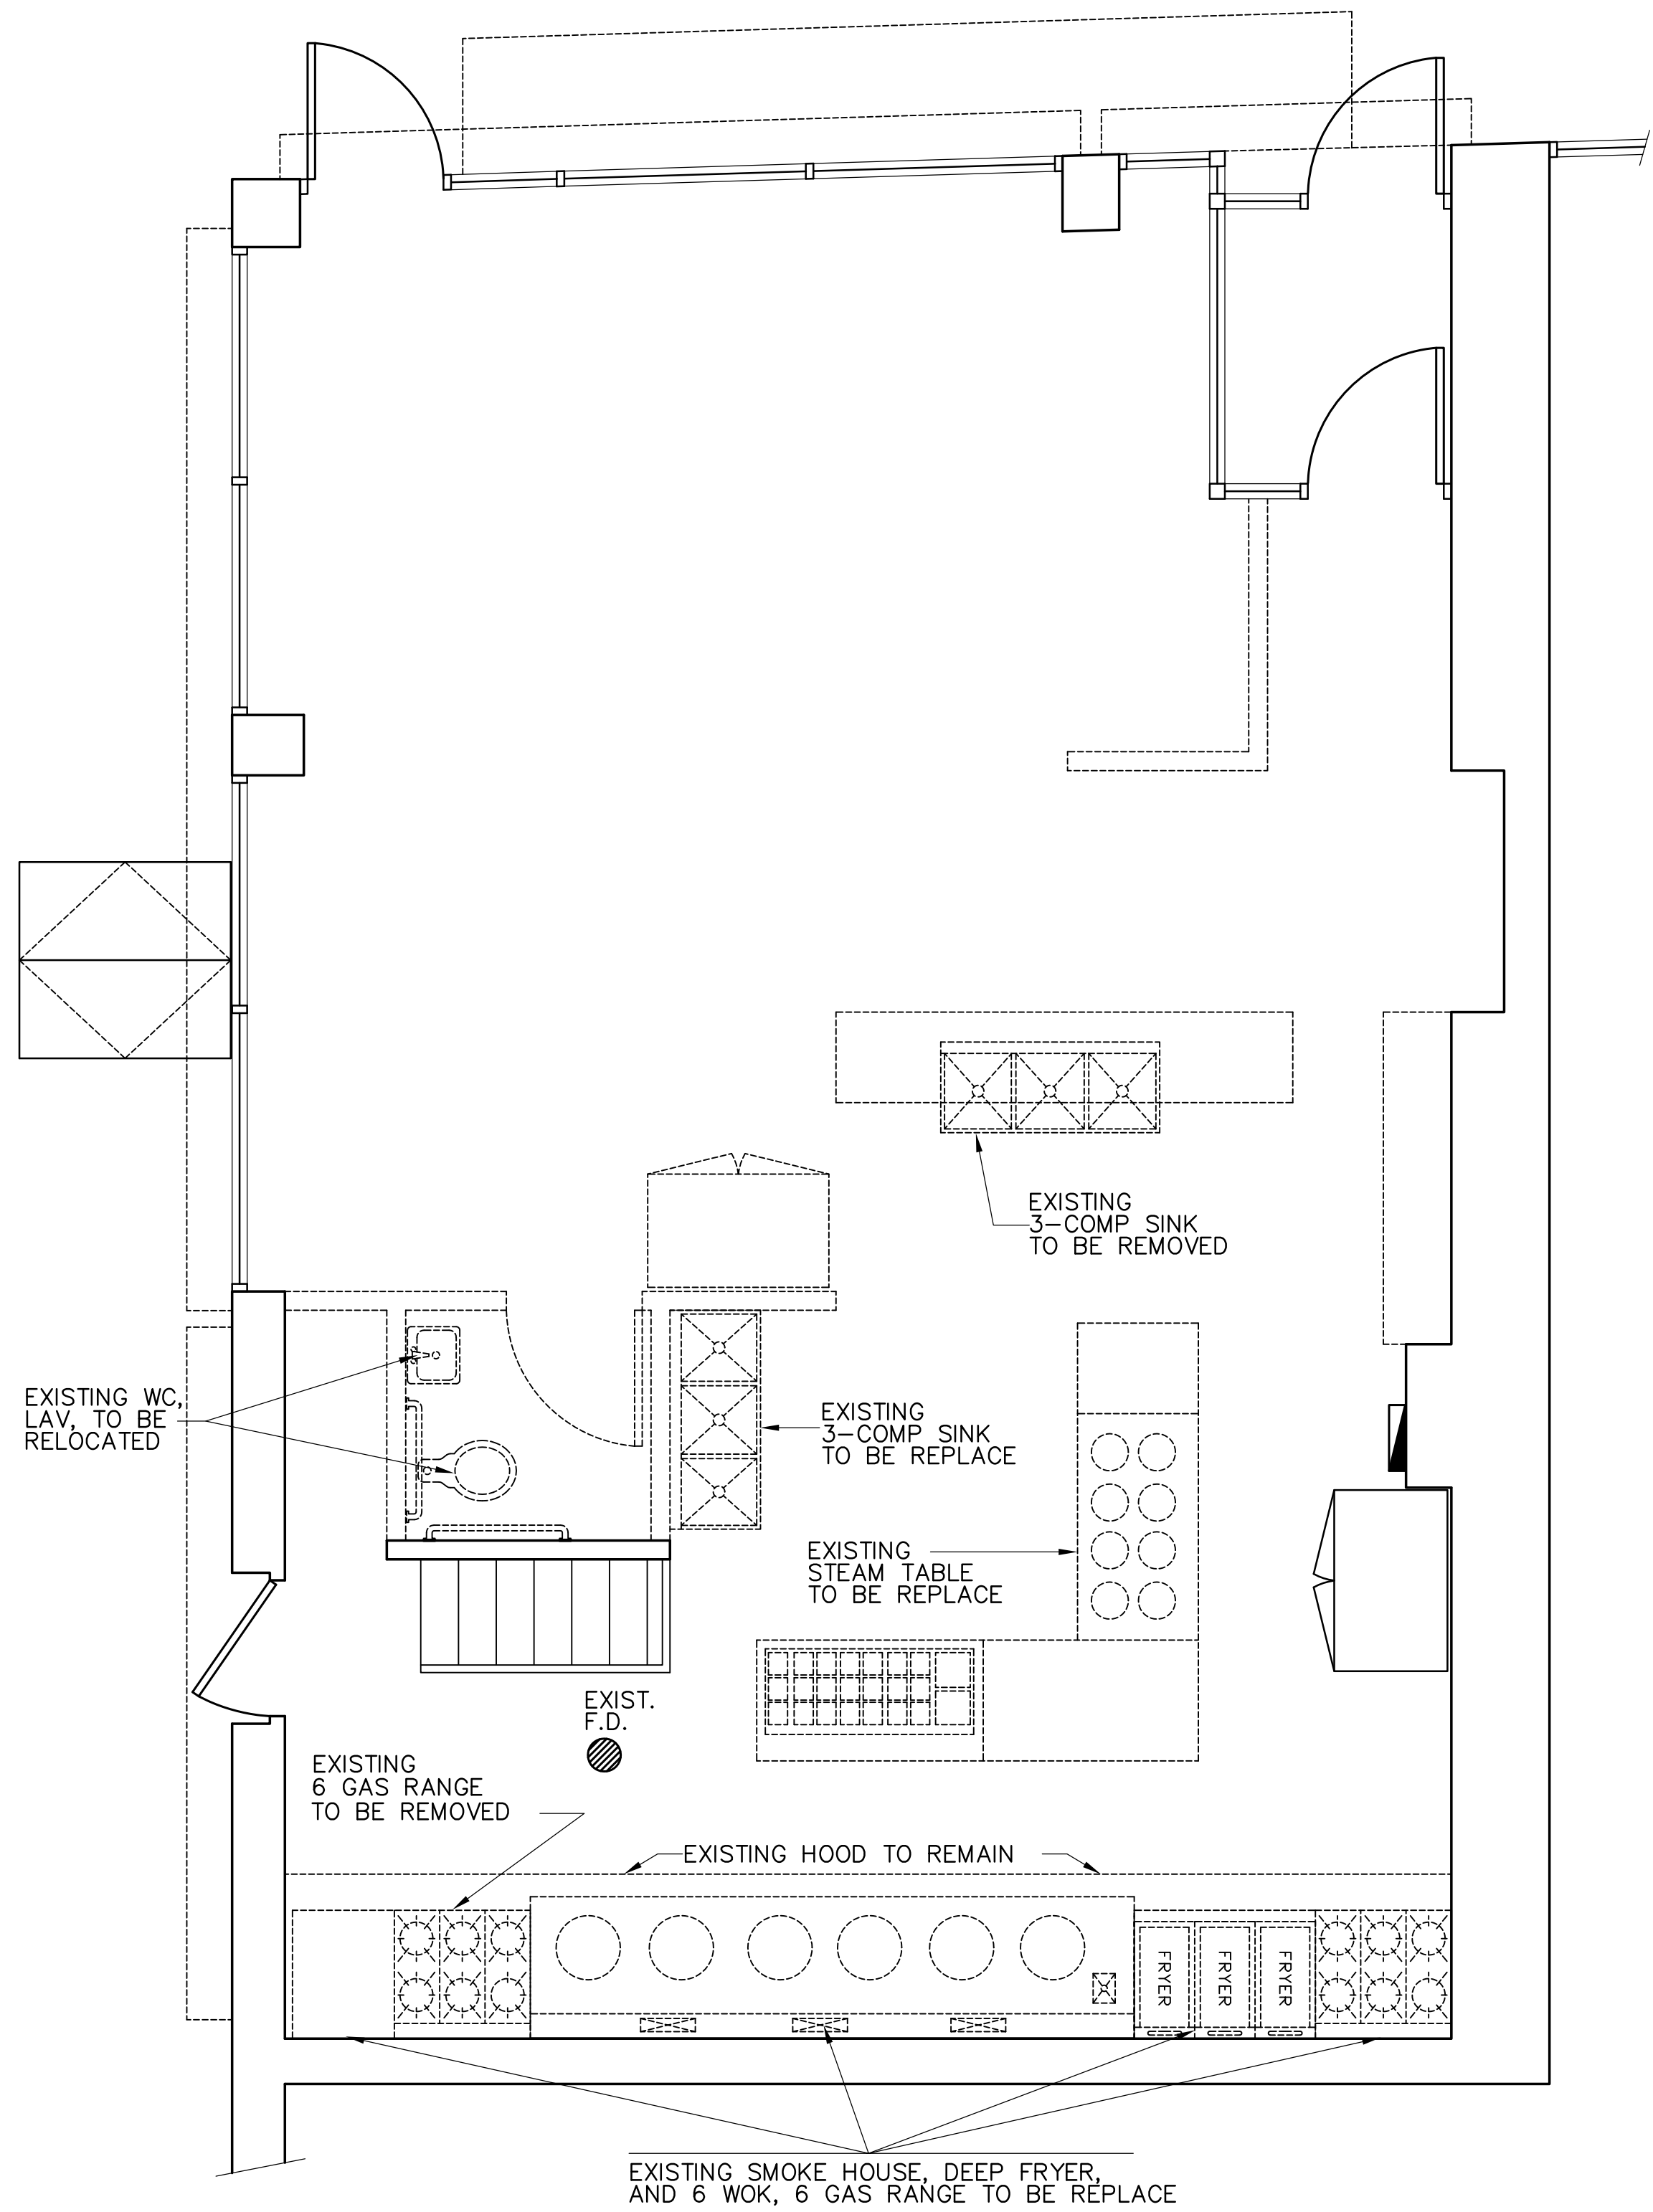 EXISTING
3-COMP SINK
TO BE REMOVED
EXISTING WC,
LAV, TO BE
RELOCATED
EXISTING
3-COMP SINK
TO BE REPLACE
EXISTING
STEAM TABLE
TO BE REPLACE
EXIST.
F.D.
EXISTING
6 GAS RANGE
TO BE REMOVED
EXISTING HOOD TO REMAIN
FRYER
FRYER
FRYER
EXISTING SMOKE HOUSE, DEEP FRYER,
AND 6 WOK, 6 GAS RANGE TO BE REPLACE